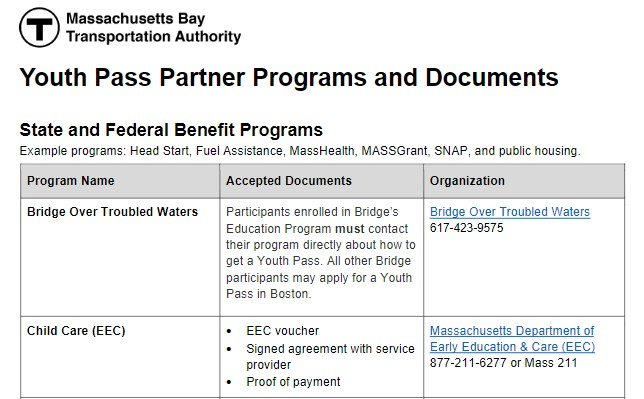 T
Massachusetts Bay
Transportation Authority
Youth Pass Partner Programs and Documents
State and Federal Benefit Programs
Example programs: Head Start, Fuel Assistance, MassHealth, MASSGrant, SNAP, and public housing.
Program Name
Accepted Documents
Organization
Bridge Over Troubled Waters
Participants enrolled in Bridge's
Education Program must contact
their program directly about how to
get a Youth Pass. All other Bridge
participants may apply for a Youth
Pass in Boston.
Bridge Over Troubled Waters
617-423-9575
Child Care (EEC)
• EEC voucher
• Signed agreement with service
provider
• Proof of payment
Massachusetts Department of
Early Education & Care (EEC)
877-211-6277 or Mass 211